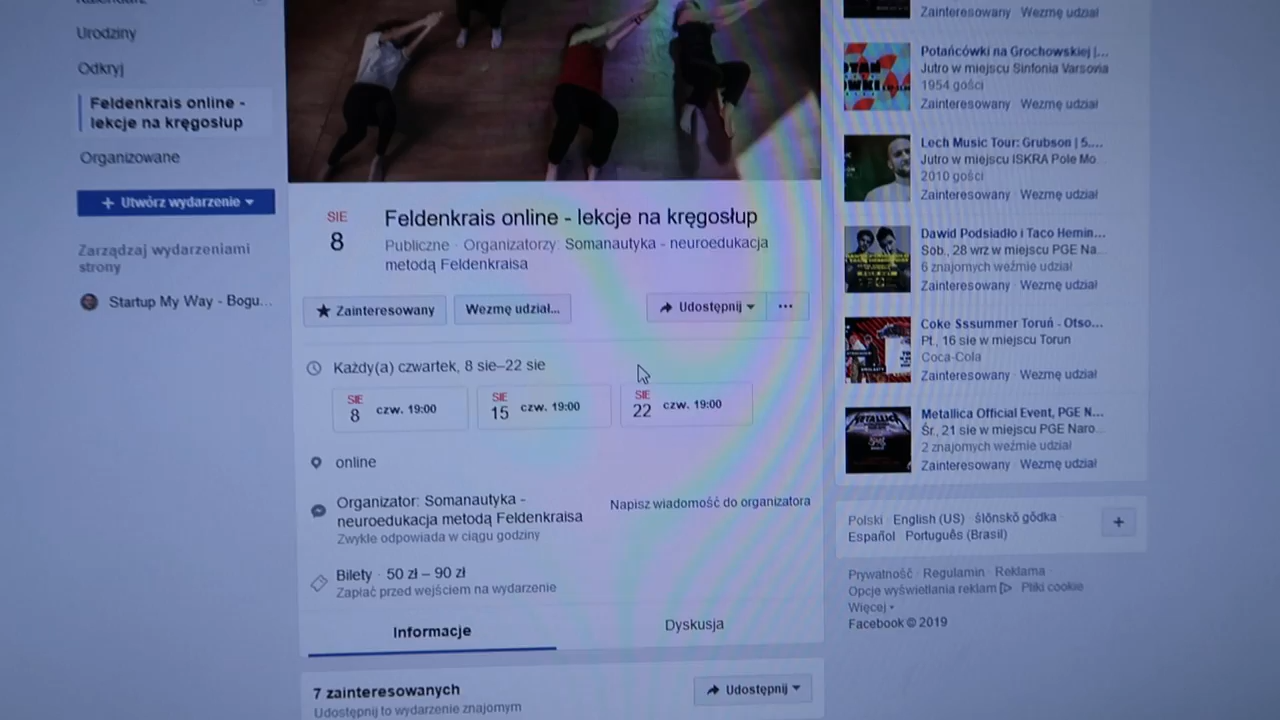 Urodziny
Odkryj
Feldenkrais online -
lekcje na kręgosłup
Organizowane
+ Utwórz wydarzenie
Zarządzaj wydarzeniami
strony
Startup My Way - Bogu...
SIE
8
Feldenkrais online - lekcje na kręgosłup
Publiczne · Organizatorzy: Somanautyka - neuroedukacja
metodą Feldenkraisa
Zainteresowany
Wezmę udział...
Udostępnij
...
Każdy(a) czwartek, 8 sie–22 sie
SIE
8
czw. 19:00
SIE
15
czw. 19:00
SIE
22
czw. 19:00
online
Organizator: Somanautyka -
neuroedukacja metodą Feldenkraisa
Zwykle odpowiada w ciągu godziny
Napisz wiadomość do organizatora
Bilety · 50 zł – 90 zł
Zapłać przed wejściem na wydarzenie
Informacje
Dyskusja
7 zainteresowanych
Udostępnij to wydarzenie znajomym
Udostępnij
Zainteresowany · Wezmę udział
Potańcówki na Grochowskiej |...
Jutro w miejscu Sinfonia Varsovia
1954 gości
Zainteresowany · Wezmę udział
Lech Music Tour: Grubson | 5....
Jutro w miejscu ISKRA Pole Mo
2010 gości
Zainteresowany · Wezmę udział
Dawid Podsiadło i Taco Hemin...
Sob., 28 wrz w miejscu PGE Na...
6 znajomych weźmie udział
Zainteresowany · Wezmę udział
Coke Sssummer Toruń - Otso...
Pt., 16 sie w miejscu Torun
Coca-Cola
Zainteresowany · Wezmę udział
METALLICA
Metallica Official Event, PGE N...
Śr., 21 sie w miejscu PGE Naro...
2 znajomych weźmie udział
Zainteresowany · Wezmę udział
Polski · English (US) · ślōnskŏ gŏdka ·
Español · Português (Brasil)
+
Prywatność · Regulamin · Reklama ·
Opcje wyświetlania reklam · Pliki cookie ·
Więcej
Facebook © 2019